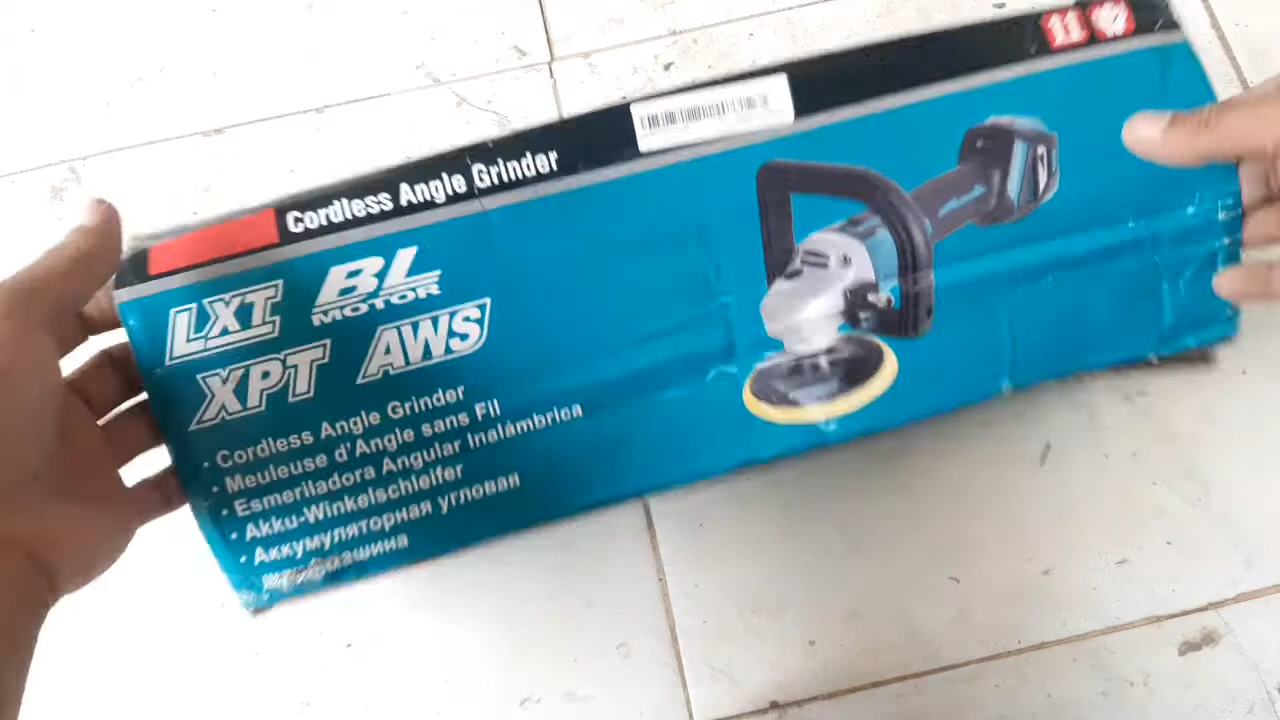 Cordless Angle Grinder
LXT BL MOTOR
XPT AWS
· Cordless Angle Grinder
· Meuleuse d'Angle sans Fil
· Esmeriladora Angular Inalámbrica
· Akku-Winkelschleifer
· Аккумуляторная угловая
шлифмашина